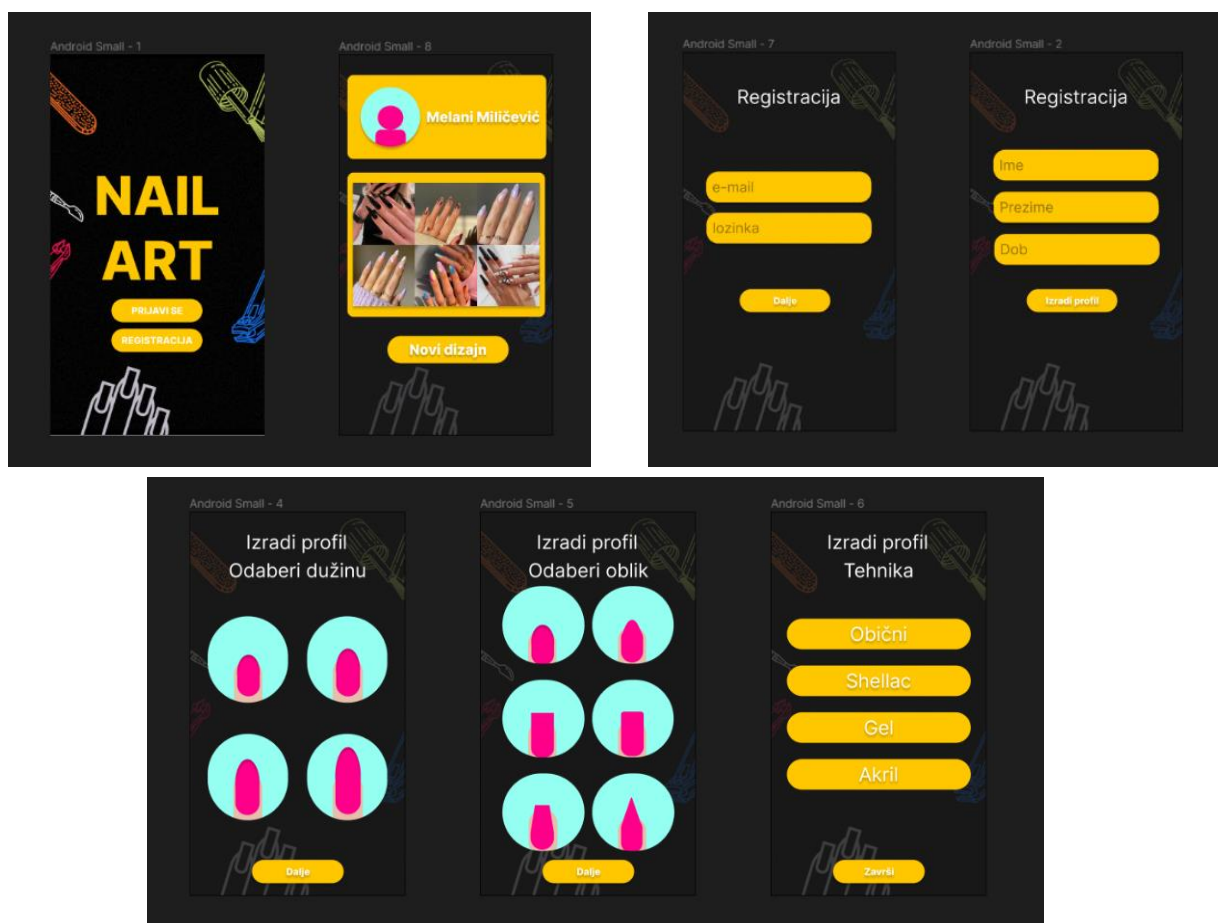 Android Small - 1
NAIL
ART
PRIJAVI SE
REGISTRACIJA
Android Small - 8
Melani Miličević
Novi dizajn
Android Small - 7
Registracija
e-mail
lozinka
Dalje
Android Small - 2
Registracija
Ime
Prezime
Dob
Izradi profil
Android Small - 4
Izradi profil
Odaberi dužinu
Dalje
Android Small - 5
Izradi profil
Odaberi oblik
Dalje
Android Small - 6
Izradi profil
Tehnika
Obični
Shellac
Gel
Akril
Završi